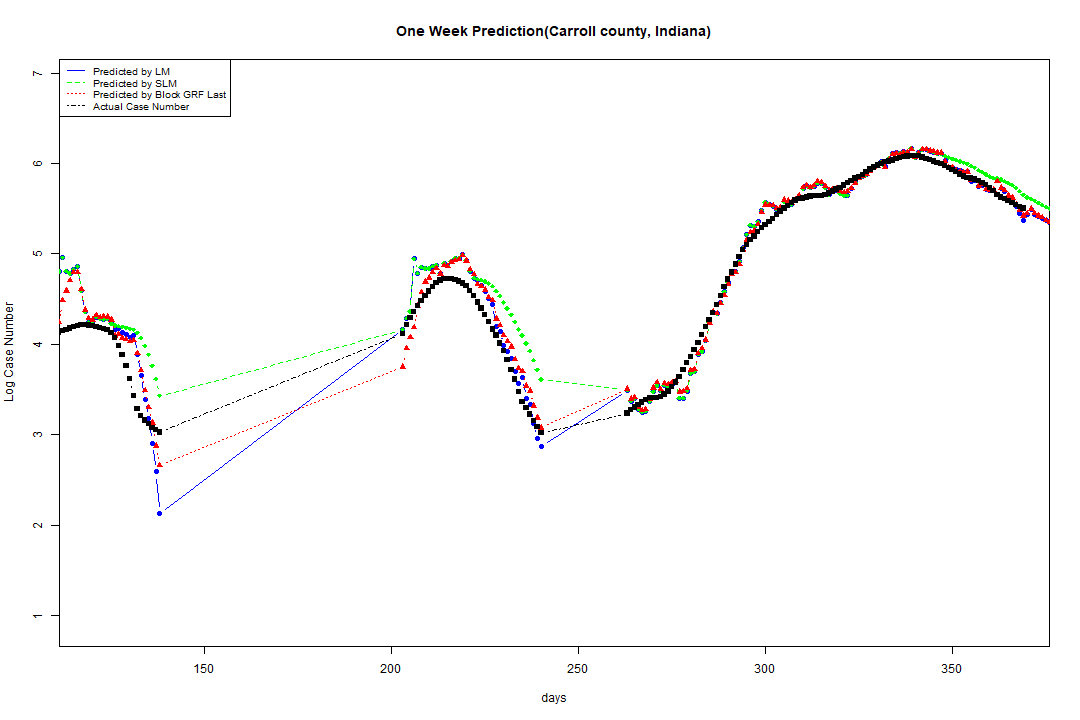 One Week Prediction(Carroll county, Indiana)
Predicted by LM
Predicted by SLM
Predicted by Block GRF Last
Actual Case Number
7
6
5
4
3
2
1
Log Case Number
150 200 250 300 350
days